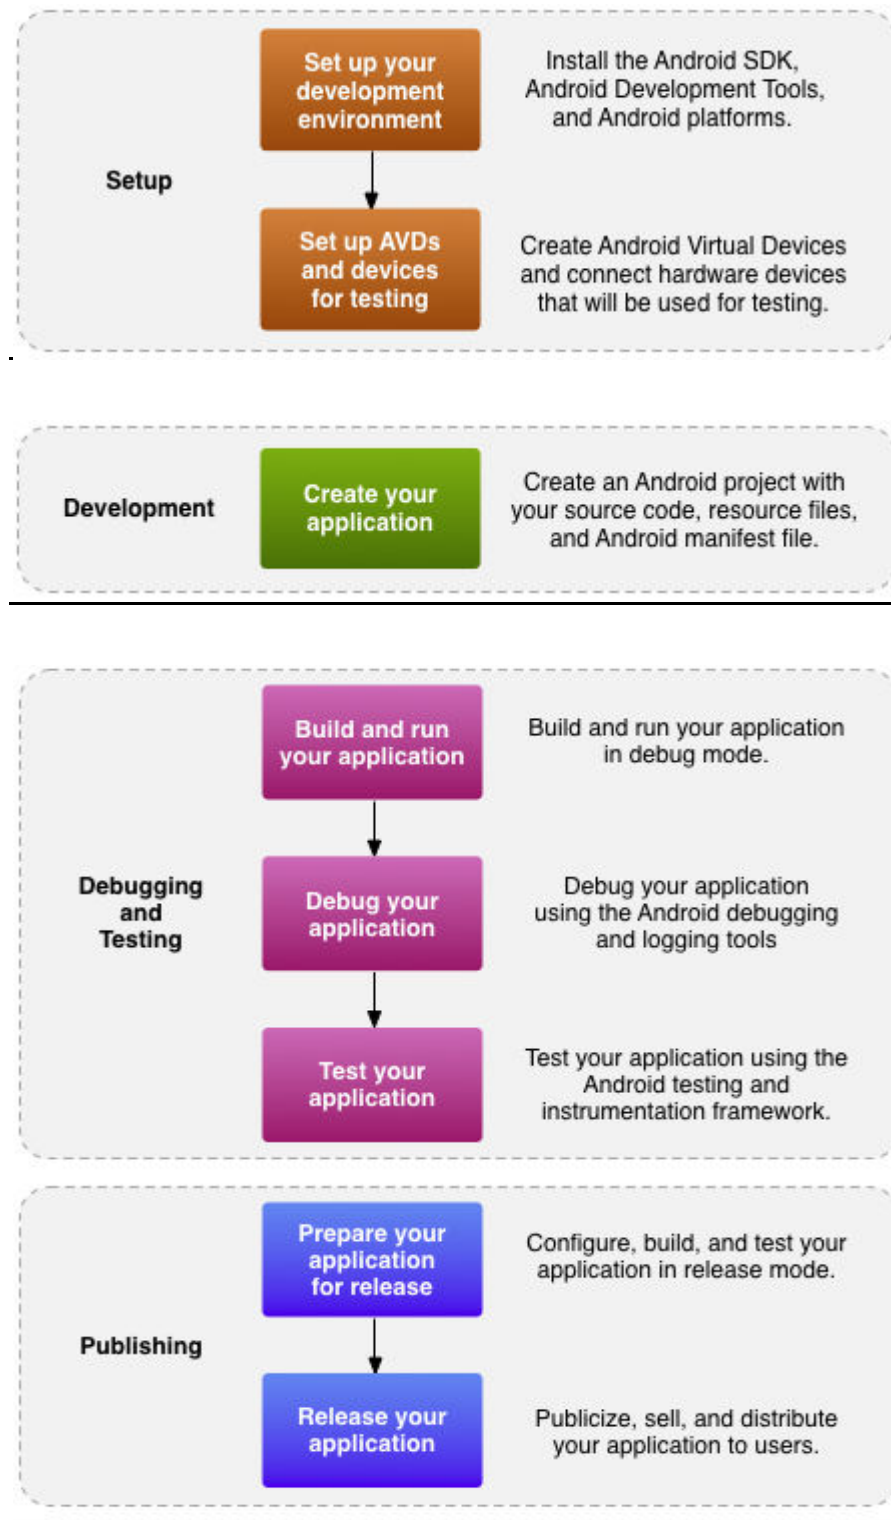 Set up your
development
environment
Install the Android SDK,
Android Development Tools,
and Android platforms.
Setup
Set up AVDs
and devices
for testing
Create Android Virtual Devices
and connect hardware devices
that will be used for testing.
Development
Create your
application
Create an Android project with
your source code, resource files,
and Android manifest file.
Build and run
your application
Build and run your application
in debug mode.
Debugging
and
Testing
Debug your
application
Debug your application
using the Android debugging
and logging tools
Test your
application
Test your application using the
Android testing and
instrumentation framework.
Prepare your
application
for release
Configure, build, and test your
application in release mode.
Publishing
Release your
application
Publicize, sell, and distribute
your application to users.